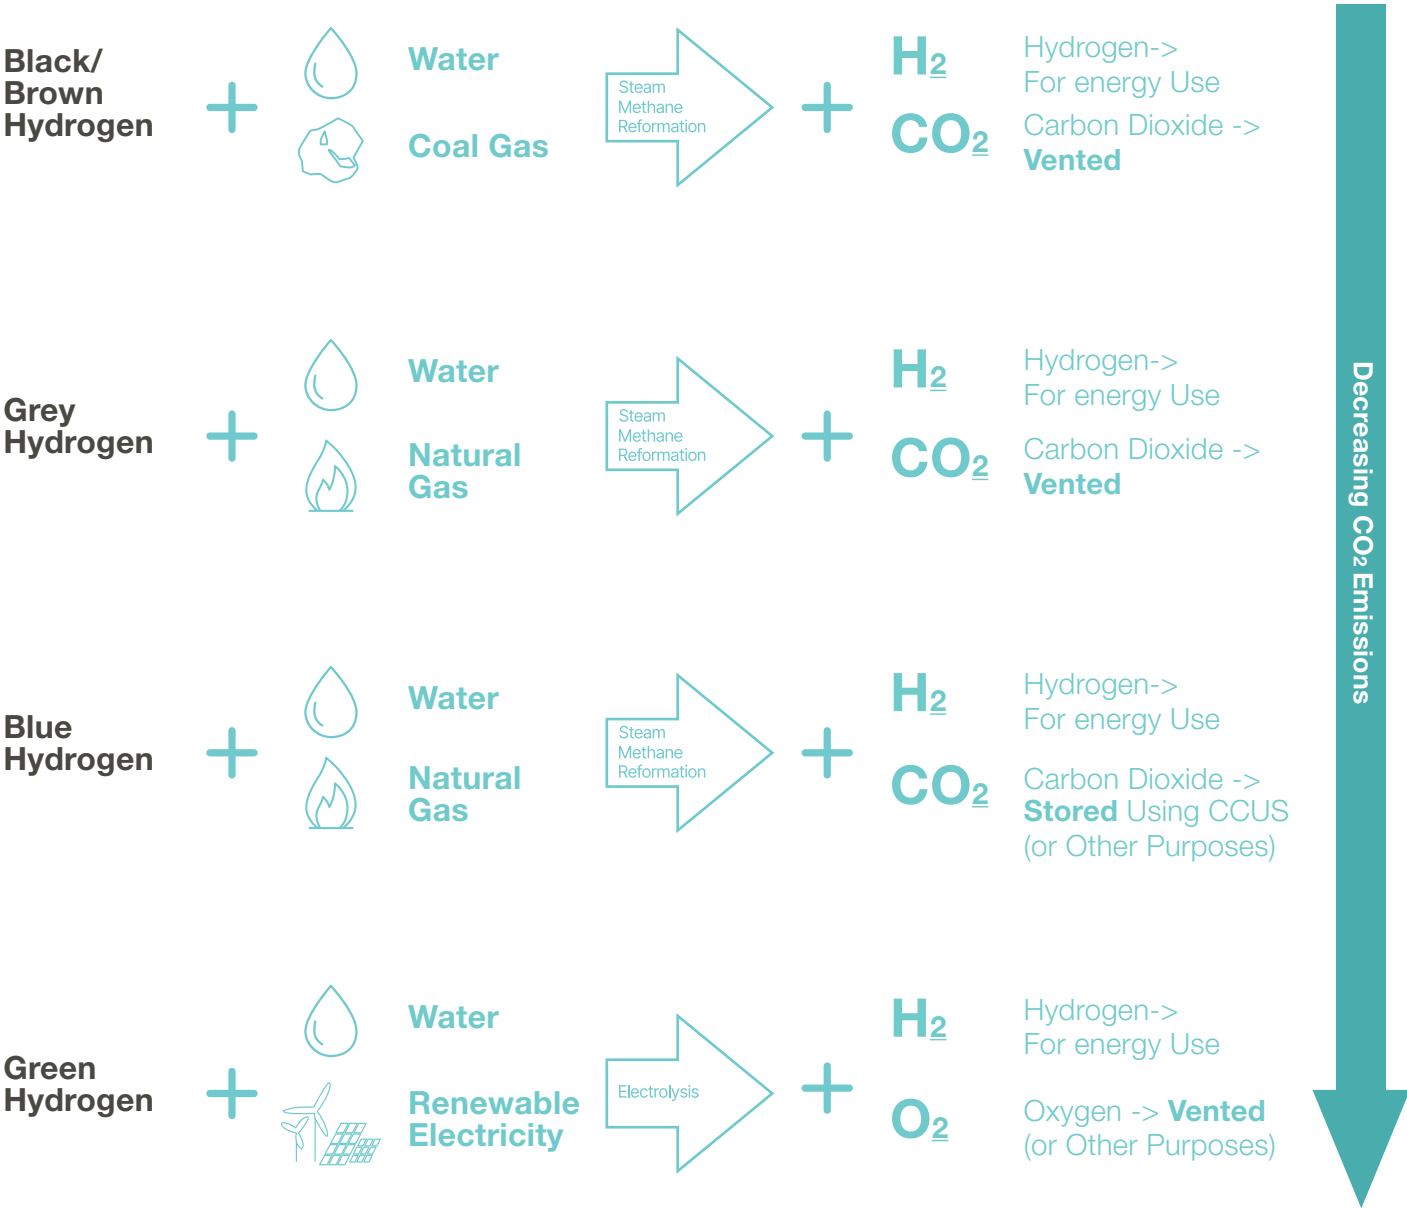 Black/
Brown
Hydrogen
Water
Coal Gas
Steam
Methane
Reformation
H2
CO2
Hydrogen->
For energy Use
Carbon Dioxide ->
Vented
Grey
Hydrogen
Water
Natural
Gas
Steam
Methane
Reformation
H2
CO2
Hydrogen->
For energy Use
Carbon Dioxide ->
Vented
Blue
Hydrogen
Water
Natural
Gas
Steam
Methane
Reformation
H2
CO2
Hydrogen->
For energy Use
Carbon Dioxide ->
Stored Using CCUS
(or Other Purposes)
Green
Hydrogen
Water
Renewable
Electricity
Electrolysis
H2
O2
Hydrogen->
For energy Use
Oxygen -> Vented
(or Other Purposes)
Decreasing CO2 Emissions